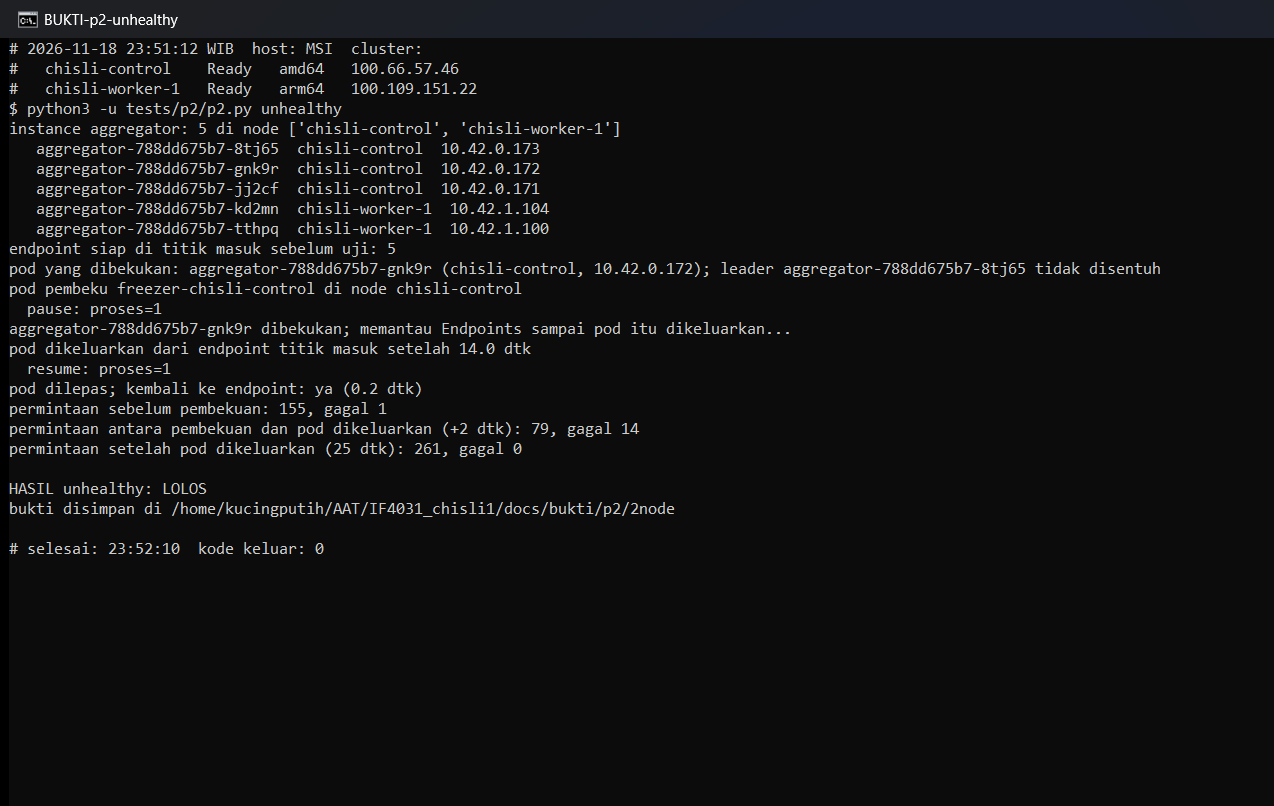 BUKTI-p2-unhealthy
# 2026-11-18 23:51:12 WIB  host: MSI  cluster:
#   chisli-control    Ready   amd64   100.66.57.46
#   chisli-worker-1   Ready   arm64   100.109.151.22
$ python3 -u tests/p2/p2.py unhealthy
instance aggregator: 5 di node ['chisli-control', 'chisli-worker-1']
   aggregator-788dd675b7-8tj65  chisli-control  10.42.0.173
   aggregator-788dd675b7-gnk9r  chisli-control  10.42.0.172
   aggregator-788dd675b7-jj2cf  chisli-control  10.42.0.171
   aggregator-788dd675b7-kd2mn  chisli-worker-1  10.42.1.104
   aggregator-788dd675b7-tthpq  chisli-worker-1  10.42.1.100
endpoint siap di titik masuk sebelum uji: 5
pod yang dibekukan: aggregator-788dd675b7-gnk9r (chisli-control, 10.42.0.172); leader aggregator-788dd675b7-8tj65 tidak disentuh
pod pembeku freezer-chisli-control di node chisli-control
  pause: proses=1
aggregator-788dd675b7-gnk9r dibekukan; memantau Endpoints sampai pod itu dikeluarkan...
pod dikeluarkan dari endpoint titik masuk setelah 14.0 dtk
  resume: proses=1
pod dilepas; kembali ke endpoint: ya (0.2 dtk)
permintaan sebelum pembekuan: 155, gagal 1
permintaan antara pembekuan dan pod dikeluarkan (+2 dtk): 79, gagal 14
permintaan setelah pod dikeluarkan (25 dtk): 261, gagal 0
HASIL unhealthy: LOLOS
bukti disimpan di /home/kucingputih/AAT/IF4031_chisli1/docs/bukti/p2/2node
# selesai: 23:52:10  kode keluar: 0